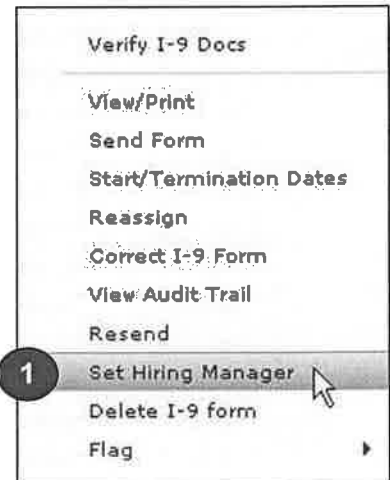 Verify I-9 Docs
View/Print
Send Form
Start/Termination Dates
Reassign
Correct I-9 Form
View Audit Trail
Resend
1 Set Hiring Manager
Delete I-9 form
Flag